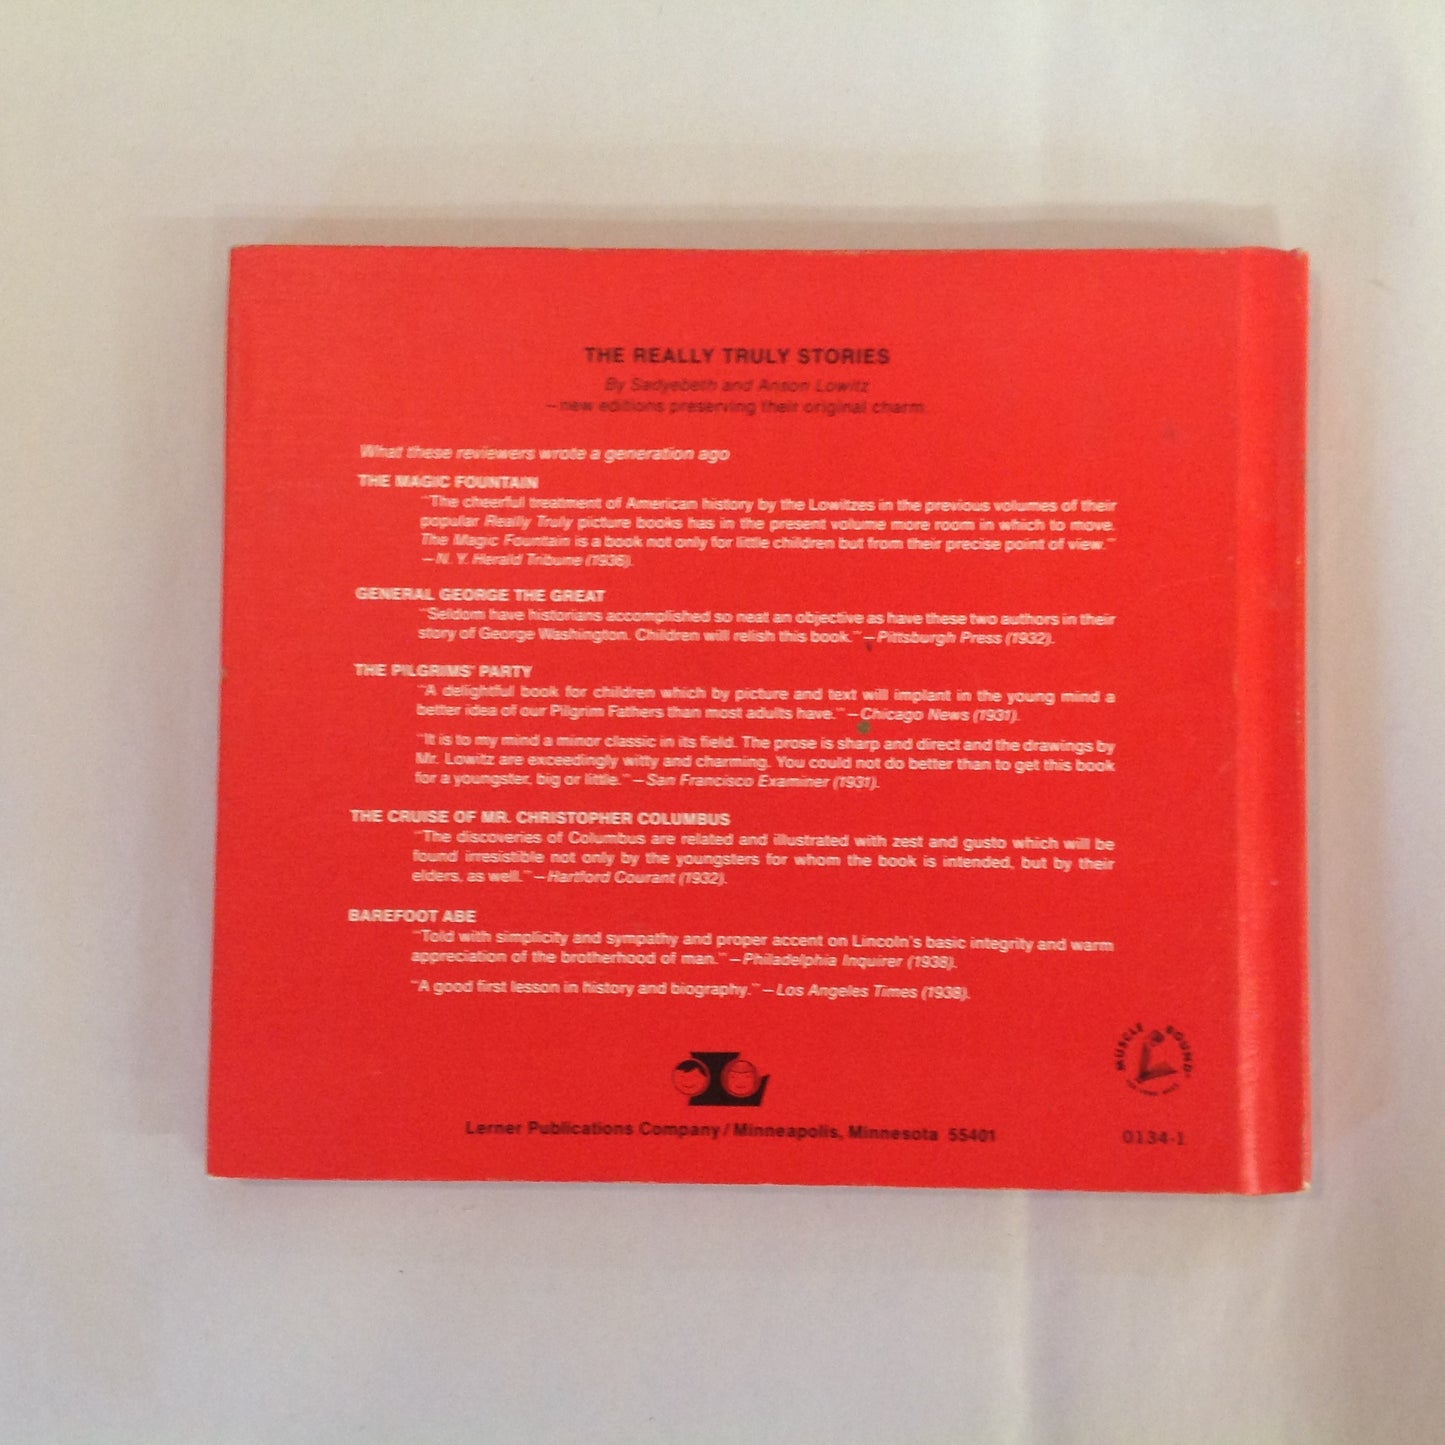 THE REALLY TRULY STORIES
By Sadyebeth and Anson Lowitz
—new editions preserving their original charm
What these reviewers wrote a generation ago
THE MAGIC FOUNTAIN
"The cheerful treatment of American history by the Lowitzes in the previous volumes of their
popular Really Truly picture books has in the present volume more room in which to move.
The Magic Fountain is a book not only for little children but from their precise point of view."
—N. Y. Herald Tribune (1936).
GENERAL GEORGE THE GREAT
"Seldom have historians accomplished so neat an objective as have these two authors in their
story of George Washington. Children will relish this book."—Pittsburgh Press (1932).
THE PILGRIMS' PARTY
"A delightful book for children which by picture and text will implant in the young mind a
better idea of our Pilgrim Fathers than most adults have."—Chicago News (1931).
"It is to my mind a minor classic in its field. The prose is sharp and direct and the drawings by
Mr. Lowitz are exceedingly witty and charming. You could not do better than to get this book
for a youngster, big or little."—San Francisco Examiner (1931).
THE CRUISE OF MR. CHRISTOPHER COLUMBUS
"The discoveries of Columbus are related and illustrated with zest and gusto which will be
found irresistible not only by the youngsters for whom the book is intended, but by their
elders, as well."—Hartford Courant (1932).
BAREFOOT ABE
"Told with simplicity and sympathy and proper accent on Lincoln's basic integrity and warm
appreciation of the brotherhood of man."—Philadelphia Inquirer (1938).
"A good first lesson in history and biography."—Los Angeles Times (1938).
MUSCLE BOUND
L
Lerner Publications Company / Minneapolis, Minnesota 55401
0134-1